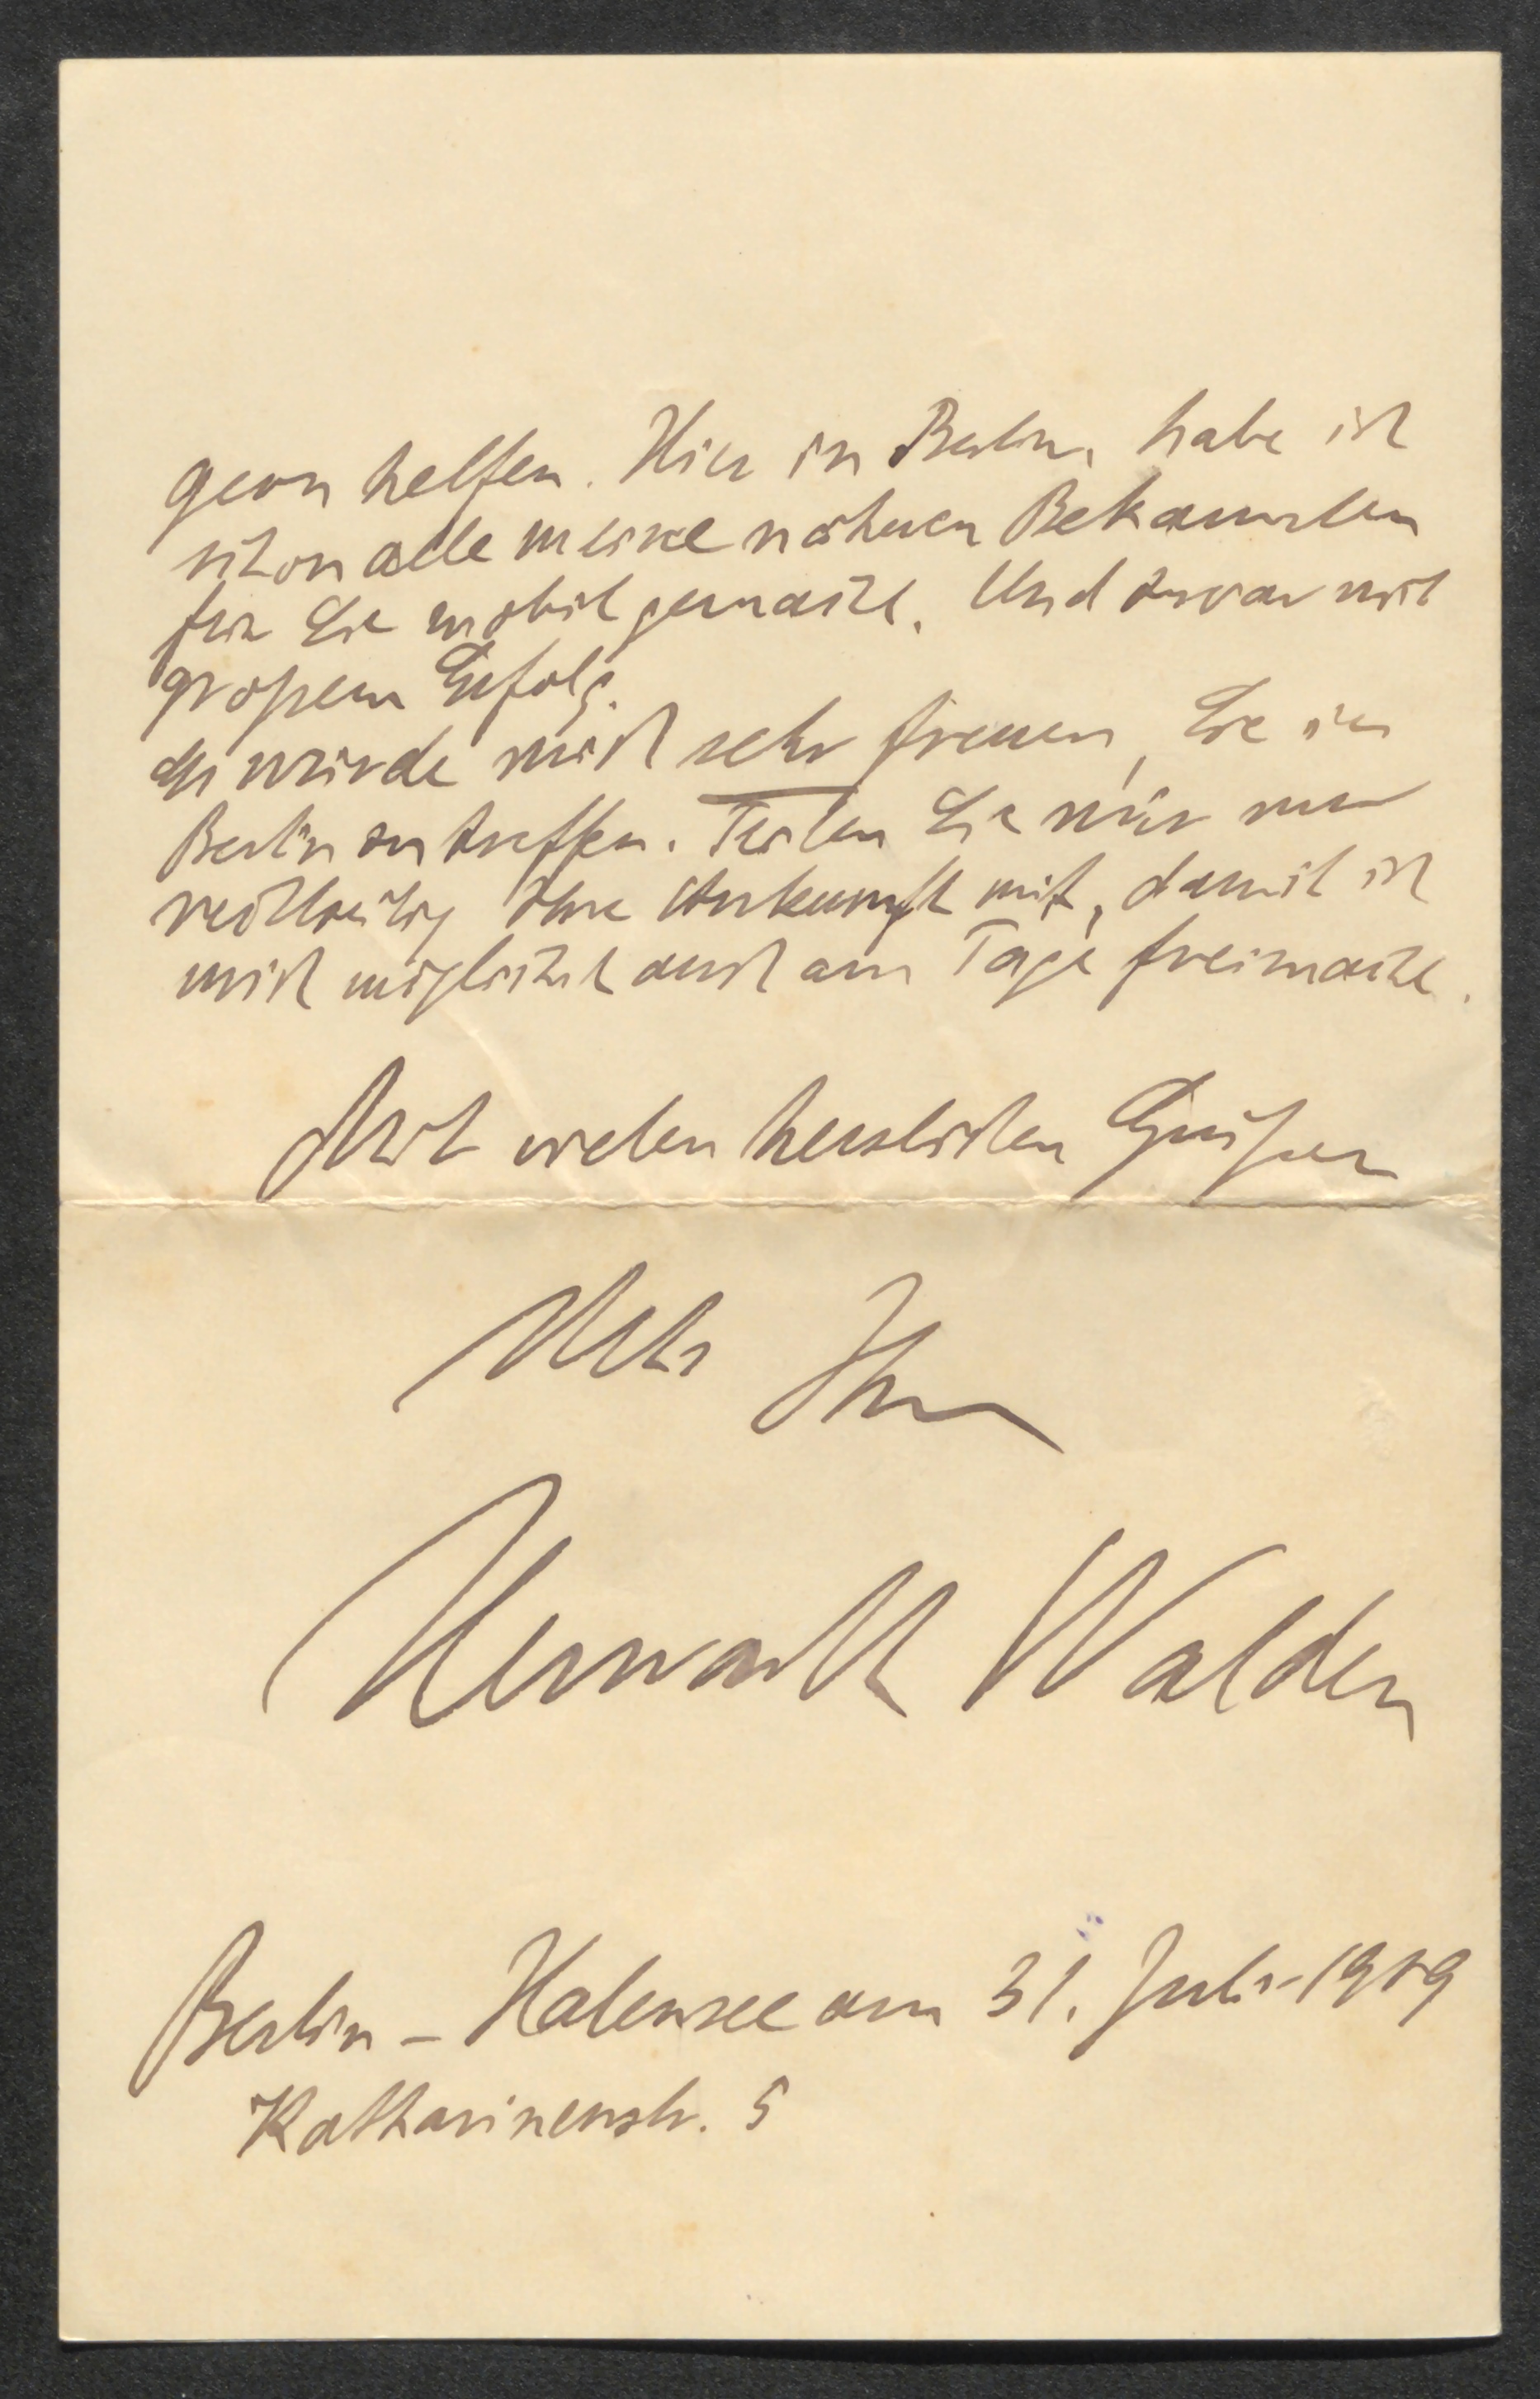 gern helfen. Hier in Berlin habe ich
schon alle meine näheren Bekannten
für Sie mobil gemacht. Und zwar mit
großem Erfolg.
Ich würde mich sehr freuen, Sie in
Berlin zu treffen. Teilen Sie mir nur
rechtzeitig Ihre Ankunft mit, damit ich
mich möglichst auch am Tage freimache.
Mit vielen herzlichen Grüßen
Ihr
Herwarth Walden
Berlin - Halensee am 31. Juli 1909
Katharinenstr. 5